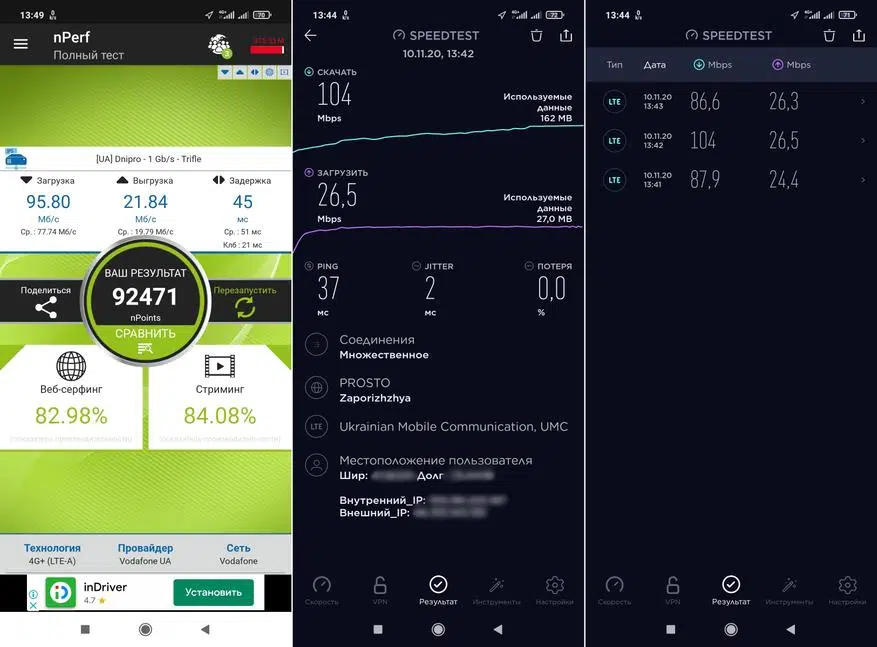 13:49
4G+
70
nPerf
Полный тест
3
[UA] Dnipro - 1 Gb/s - Trifle
Загрузка
Выгрузка
Задержка
95.80
21.84
45
Мб/с
Мб/с
мс
Ср. : 77.74 Мб/с
Ср. : 19.79 Мб/с
Ср. : 51 мс
Клб : 21 мс
Поделиться
ВАШ РЕЗУЛЬТАТ
92471
nPoints
СРАВНИТЬ
Перезапустить
Веб-серфинг
Стриминг
82.98%
84.08%
Технология
Провайдер
Сеть
4G+ (LTE-A)
Vodafone UA
Vodafone
inDriver
4.7
Установить
13:44
4G+
72
SPEEDTEST
10.11.20, 13:42
СКАЧАТЬ
104
Mbps
Используемые
данные
162 MB
ЗАГРУЗИТЬ
26,5
Mbps
Используемые
данные
27,0 MB
PING
JITTER
ПОТЕРЯ
37
2
0,0
мс
мс
%
Соединения
Множественное
PROSTO
Zaporizhzhya
LTE
Ukrainian Mobile Communication, UMC
Местоположение пользователя
Шир:
Долг
Внутренний_IP:
Внешний_IP:
Скорость
VPN
Результат
Инструменты
Настройки
13:44
4G+
71
SPEEDTEST
Тип
Дата
Mbps
Mbps
LTE
10.11.20
13:43
86,6
26,3
LTE
10.11.20
13:42
104
26,5
LTE
10.11.20
13:41
87,9
24,4
Скорость
VPN
Результат
Инструменты
Настройки